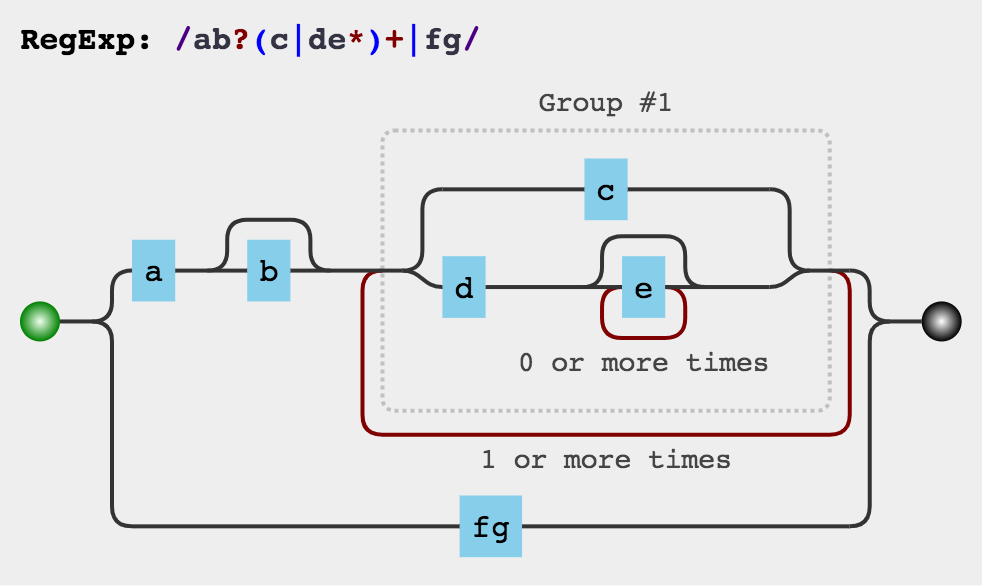 RegExp: /ab?(c|de*)+|fg/
Group #1
c
a b
d e
0 or more times
1 or more times
fg